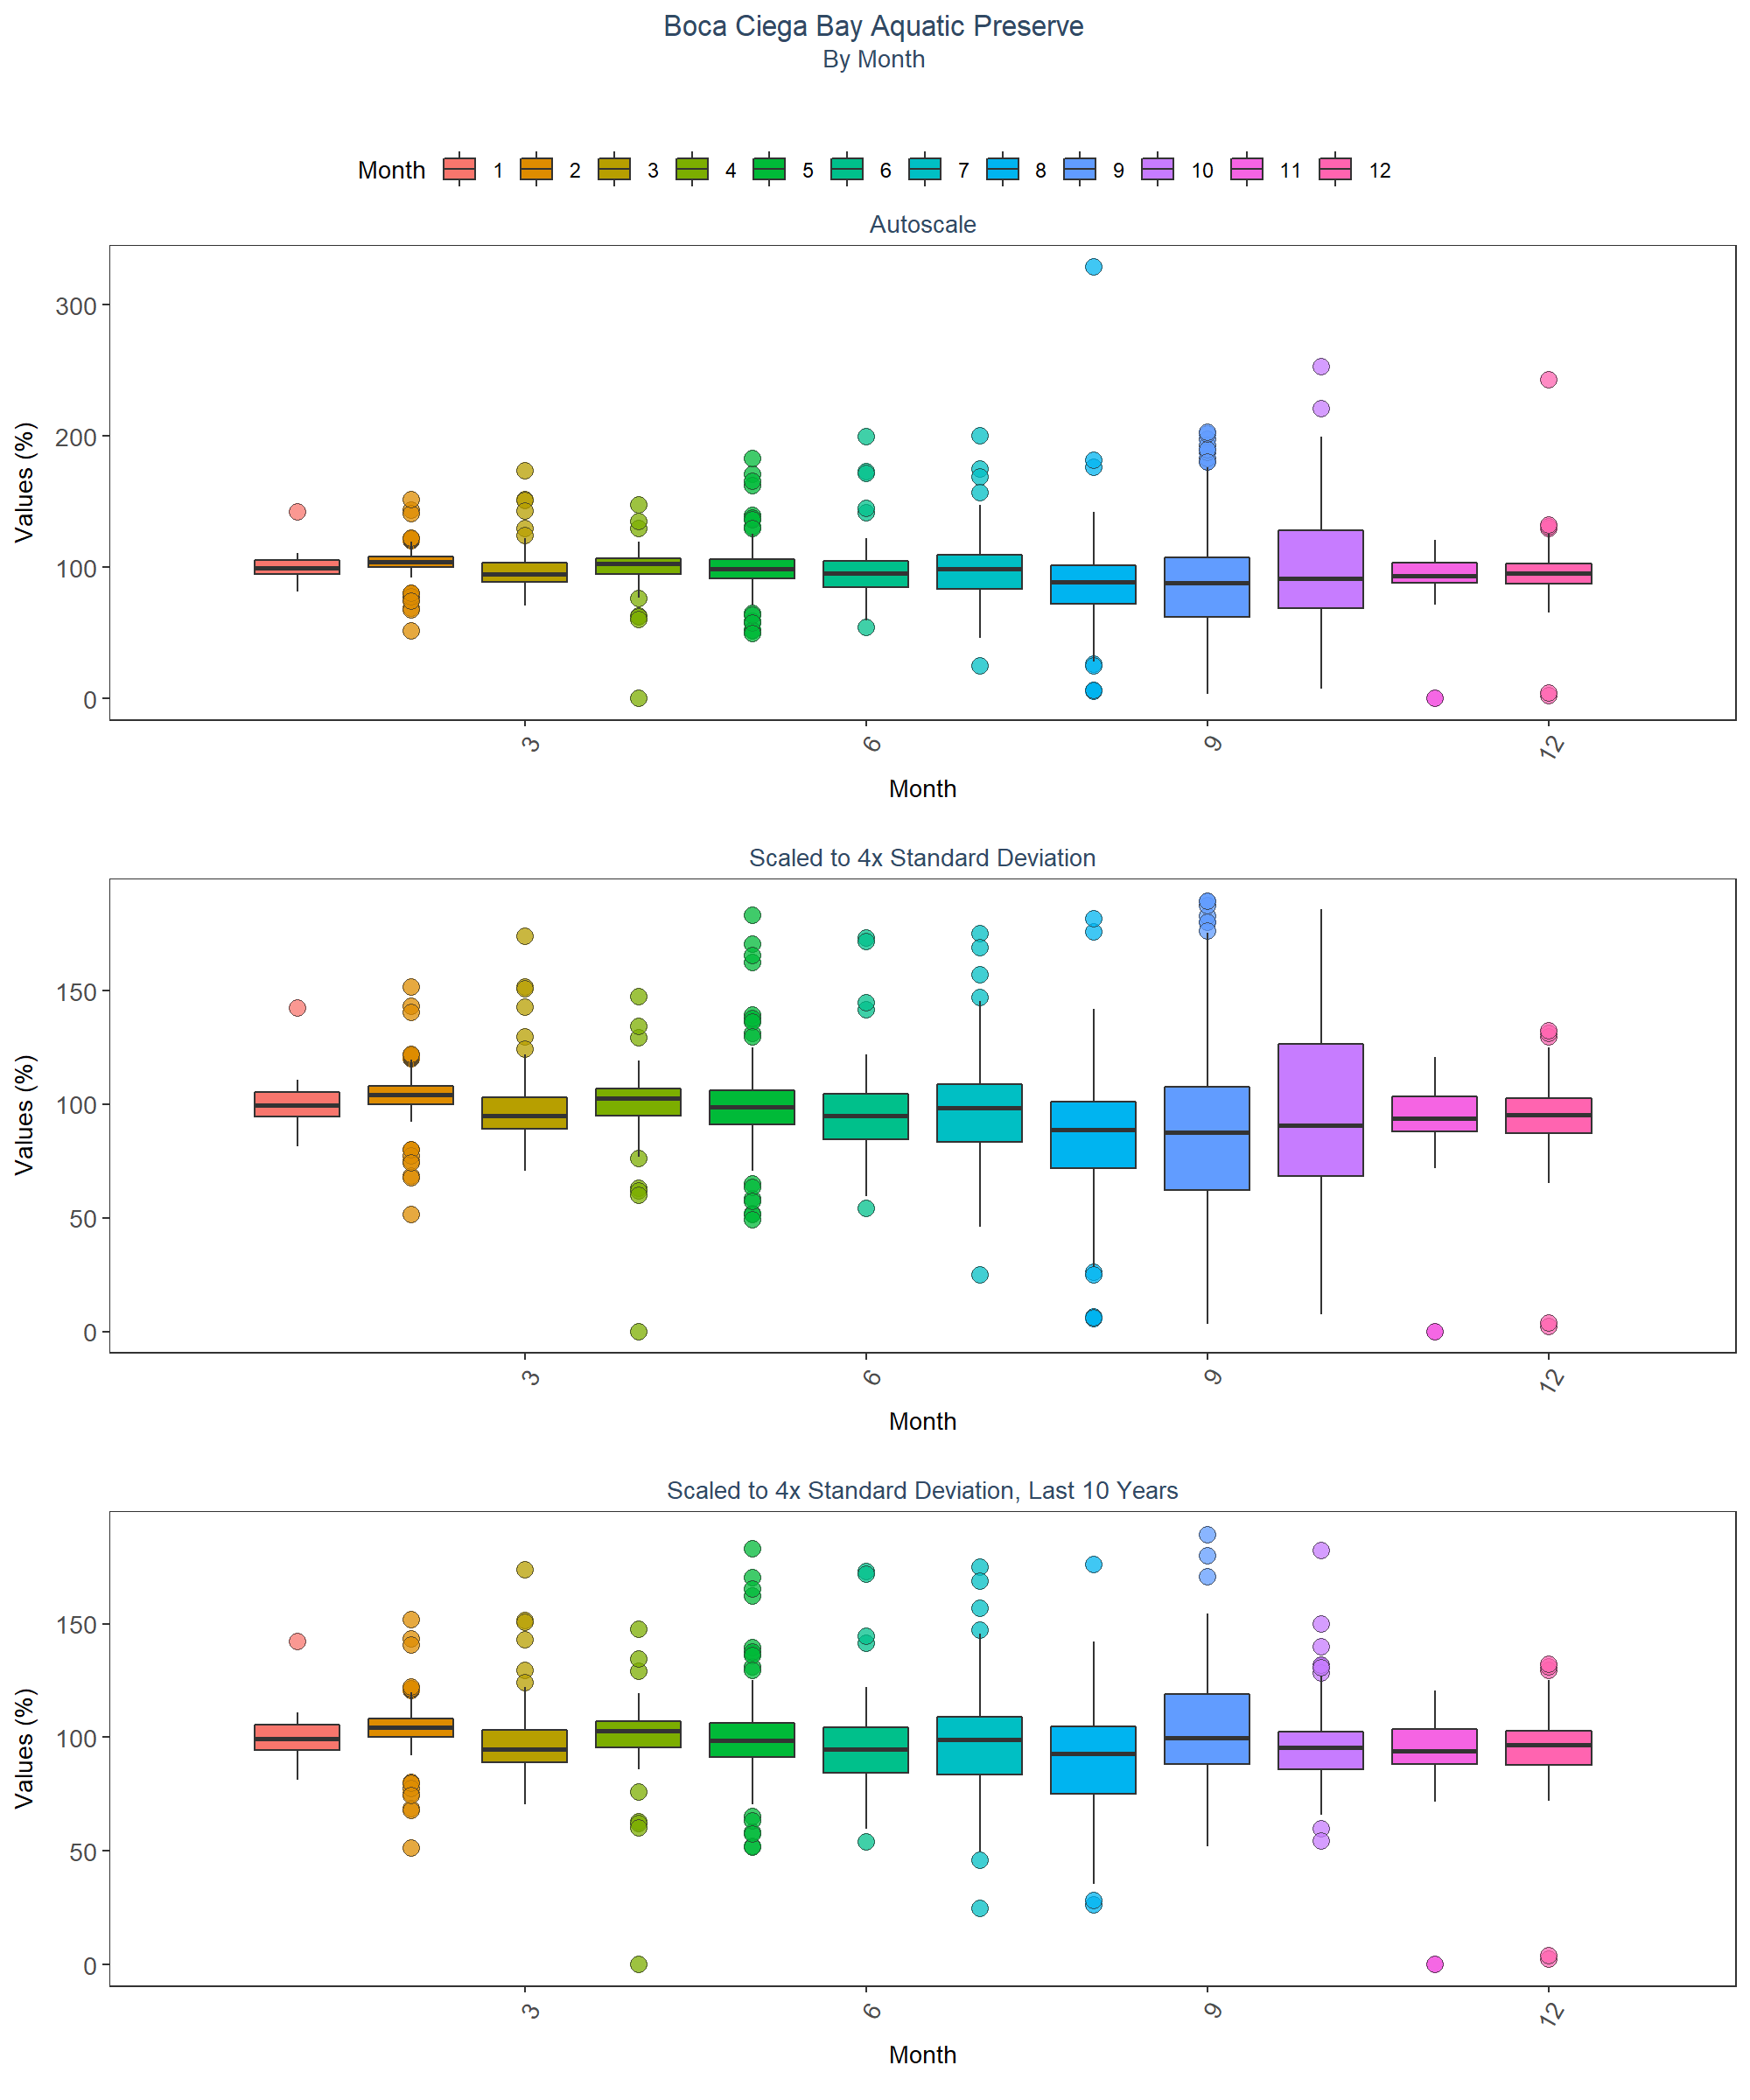 Boca Ciega Bay Aquatic Preserve
By Month
Month 1 2 3 4 5 6 7 8 9 10 11 12
Autoscale
Values (%)
300
200
100
0
3 6 9 12
Month
Scaled to 4x Standard Deviation
Values (%)
150
100
50
0
3 6 9 12
Month
Scaled to 4x Standard Deviation, Last 10 Years
Values (%)
150
100
50
0
3 6 9 12
Month